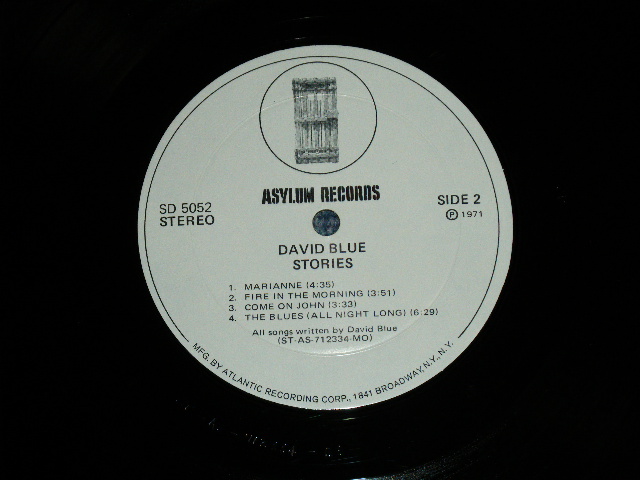 ASYLUM RECORDS
SD 5052
STEREO
SIDE 2
℗ 1971
DAVID BLUE
STORIES
1. MARIANNE (4:35)
2. FIRE IN THE MORNING (3:51)
3. COME ON JOHN (3:33)
4. THE BLUES (ALL NIGHT LONG) (6:29)
All songs written by David Blue
(ST-AS-712334-MO)
MFG. BY ATLANTIC RECORDING CORP., 1841 BROADWAY, N.Y., N.Y.